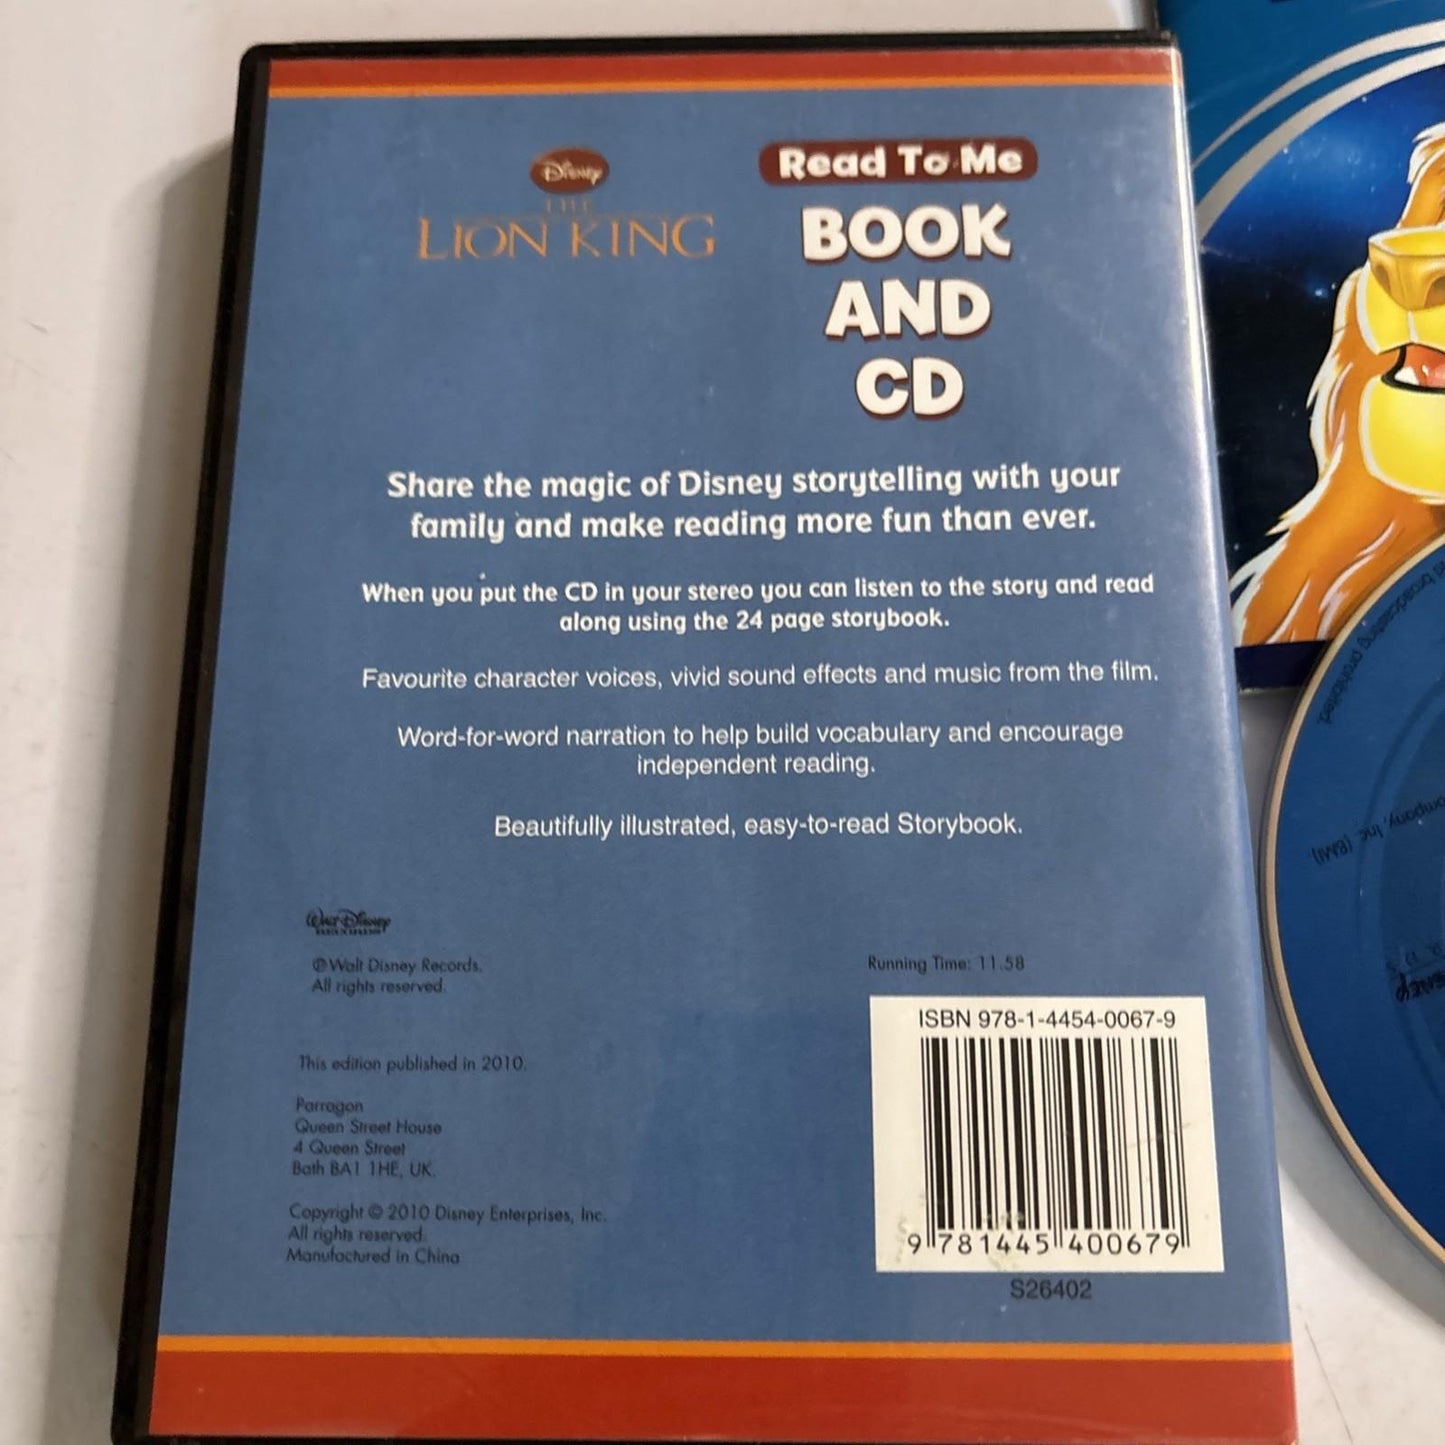 Disney
THE
LION KING
Read To Me
BOOK
AND
CD
Share the magic of Disney storytelling with your
family and make reading more fun than ever.
When you put the CD in your stereo you can listen to the story and read
along using the 24 page storybook.
Favourite character voices, vivid sound effects and music from the film.
Word-for-word narration to help build vocabulary and encourage
independent reading.
Beautifully illustrated, easy-to-read Storybook.
Walt Disney
RECORDS
℗ Walt Disney Records.
All rights reserved.
Running Time: 11.58
This edition published in 2010.
Parragon
Queen Street House
4 Queen Street
Bath BA1 1HE, UK.
Copyright © 2010 Disney Enterprises, Inc.
All rights reserved.
Manufactured in China
ISBN 978-1-4454-0067-9
9 781445 400679
S26402
broadcasting prohibited.
ompany, Inc. (BMI).